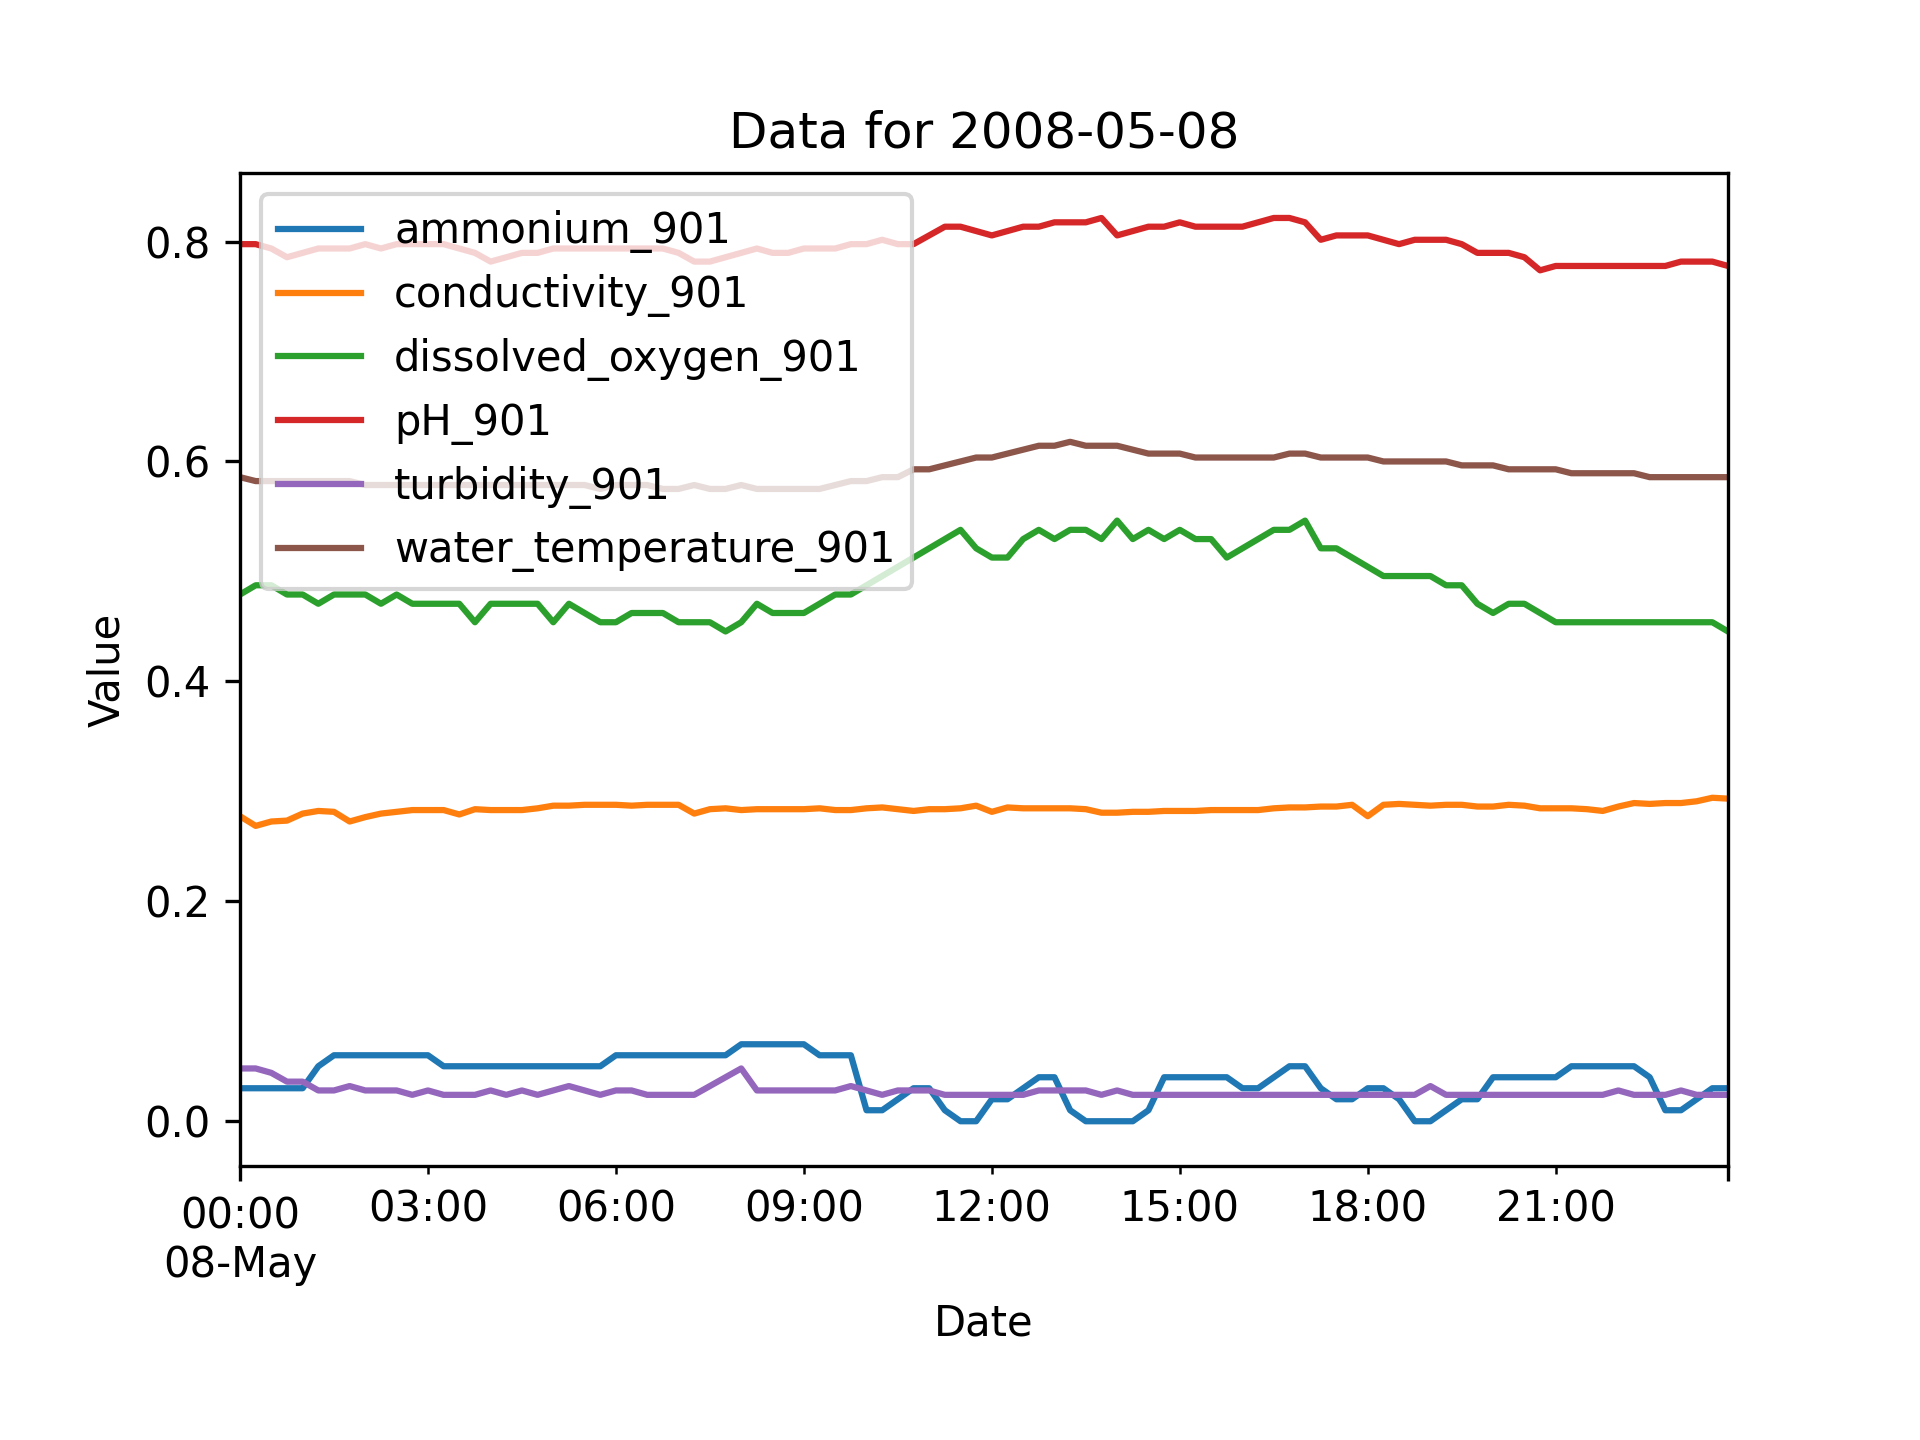 Data for 2008-05-08
ammonium_901
conductivity_901
dissolved_oxygen_901
pH_901
turbidity_901
water_temperature_901
0.8
0.6
0.4
0.2
0.0
Value
00:00 03:00 06:00 09:00 12:00 15:00 18:00 21:00
08-May
Date